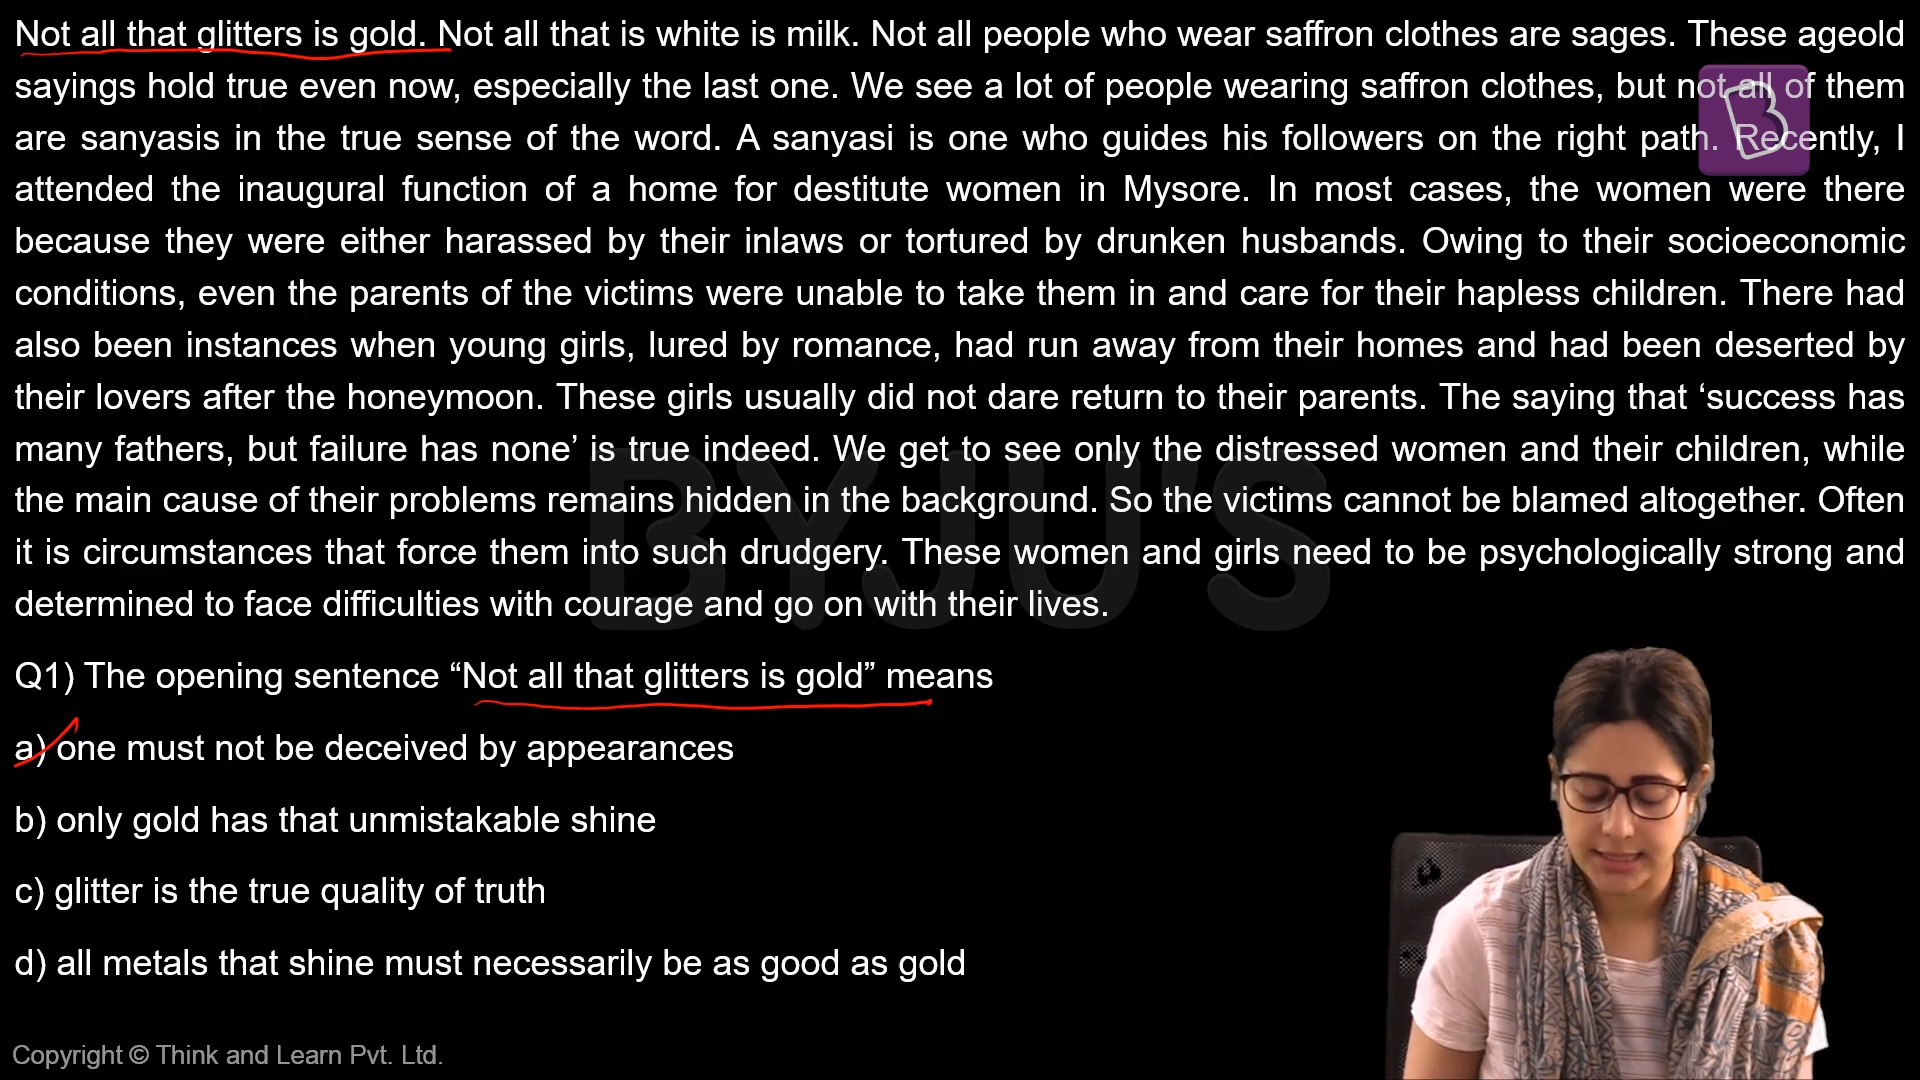 Not all that glitters is gold. Not all that is white is milk. Not all people who wear saffron clothes are sages. These ageold
sayings hold true even now, especially the last one. We see a lot of people wearing saffron clothes, but not all of them
are sanyasis in the true sense of the word. A sanyasi is one who guides his followers on the right path. Recently, I
attended the inaugural function of a home for destitute women in Mysore. In most cases, the women were there
because they were either harassed by their inlaws or tortured by drunken husbands. Owing to their socioeconomic
conditions, even the parents of the victims were unable to take them in and care for their hapless children. There had
also been instances when young girls, lured by romance, had run away from their homes and had been deserted by
their lovers after the honeymoon. These girls usually did not dare return to their parents. The saying that ‘success has
many fathers, but failure has none’ is true indeed. We get to see only the distressed women and their children, while
the main cause of their problems remains hidden in the background. So the victims cannot be blamed altogether. Often
it is circumstances that force them into such drudgery. These women and girls need to be psychologically strong and
determined to face difficulties with courage and go on with their lives.
BYJU'S
Q1) The opening sentence “Not all that glitters is gold” means
a) one must not be deceived by appearances
b) only gold has that unmistakable shine
c) glitter is the true quality of truth
d) all metals that shine must necessarily be as good as gold
Copyright © Think and Learn Pvt. Ltd.